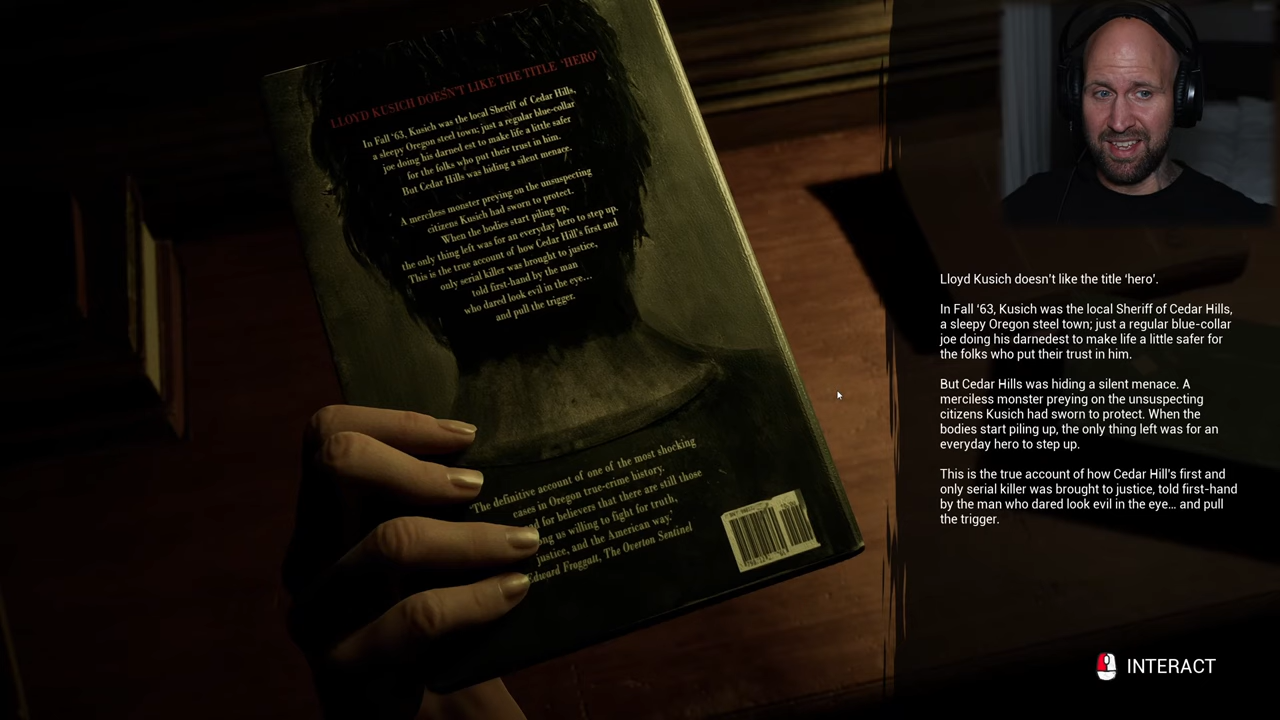 LLOYD KUSICH DOESN'T LIKE THE TITLE 'HERO'
In Fall '63, Kusich was the local Sheriff of Cedar Hills,
a sleepy Oregon steel town; just a regular blue-collar
joe doing his darned est to make life a little safer
for the folks who put their trust in him.
But Cedar Hills was hiding a silent menace.
A merciless monster preying on the unsuspecting
citizens Kusich had sworn to protect.
When the bodies start piling up,
the only thing left was for an everyday hero to step up.
This is the true account of how Cedar Hill's first and
only serial killer was brought to justice,
told first-hand by the man
who dared look evil in the eye...
and pull the trigger.
'The definitive account of one of the most shocking
cases in Oregon true-crime history.
for believers that there are still those
us willing to fight for truth,
justice, and the American way.'
Edward Froggatt, The Overton Sentinel
Lloyd Kusich doesn't like the title 'hero'.
In Fall '63, Kusich was the local Sheriff of Cedar Hills,
a sleepy Oregon steel town; just a regular blue-collar
joe doing his darnedest to make life a little safer for
the folks who put their trust in him.
But Cedar Hills was hiding a silent menace. A
merciless monster preying on the unsuspecting
citizens Kusich had sworn to protect. When the
bodies start piling up, the only thing left was for an
everyday hero to step up.
This is the true account of how Cedar Hill's first and
only serial killer was brought to justice, told first-hand
by the man who dared look evil in the eye... and pull
the trigger.
INTERACT